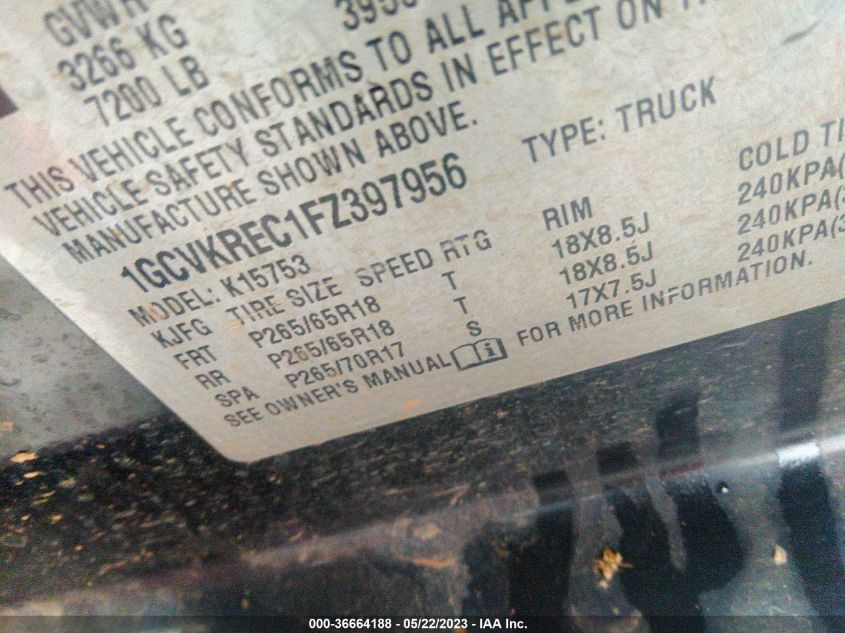 GVWR
3266 KG
7200 LB
THIS VEHICLE CONFORMS TO ALL
VEHICLE SAFETY STANDARDS IN EFFECT ON
MANUFACTURE SHOWN ABOVE.
1GCVKREC1FZ397956 TYPE: TRUCK
MODEL: K15753
KJFG TIRE SIZE SPEED RTG RIM COLD
FRT P265/65R18 T 18X8.5J 240KPA(
RR P265/65R18 T 18X8.5J 240KPA(
SPA P265/70R17 S 17X7.5J 240KPA(
SEE OWNER'S MANUAL FOR MORE INFORMATION.
000-36664188 - 05/22/2023 - IAA Inc.